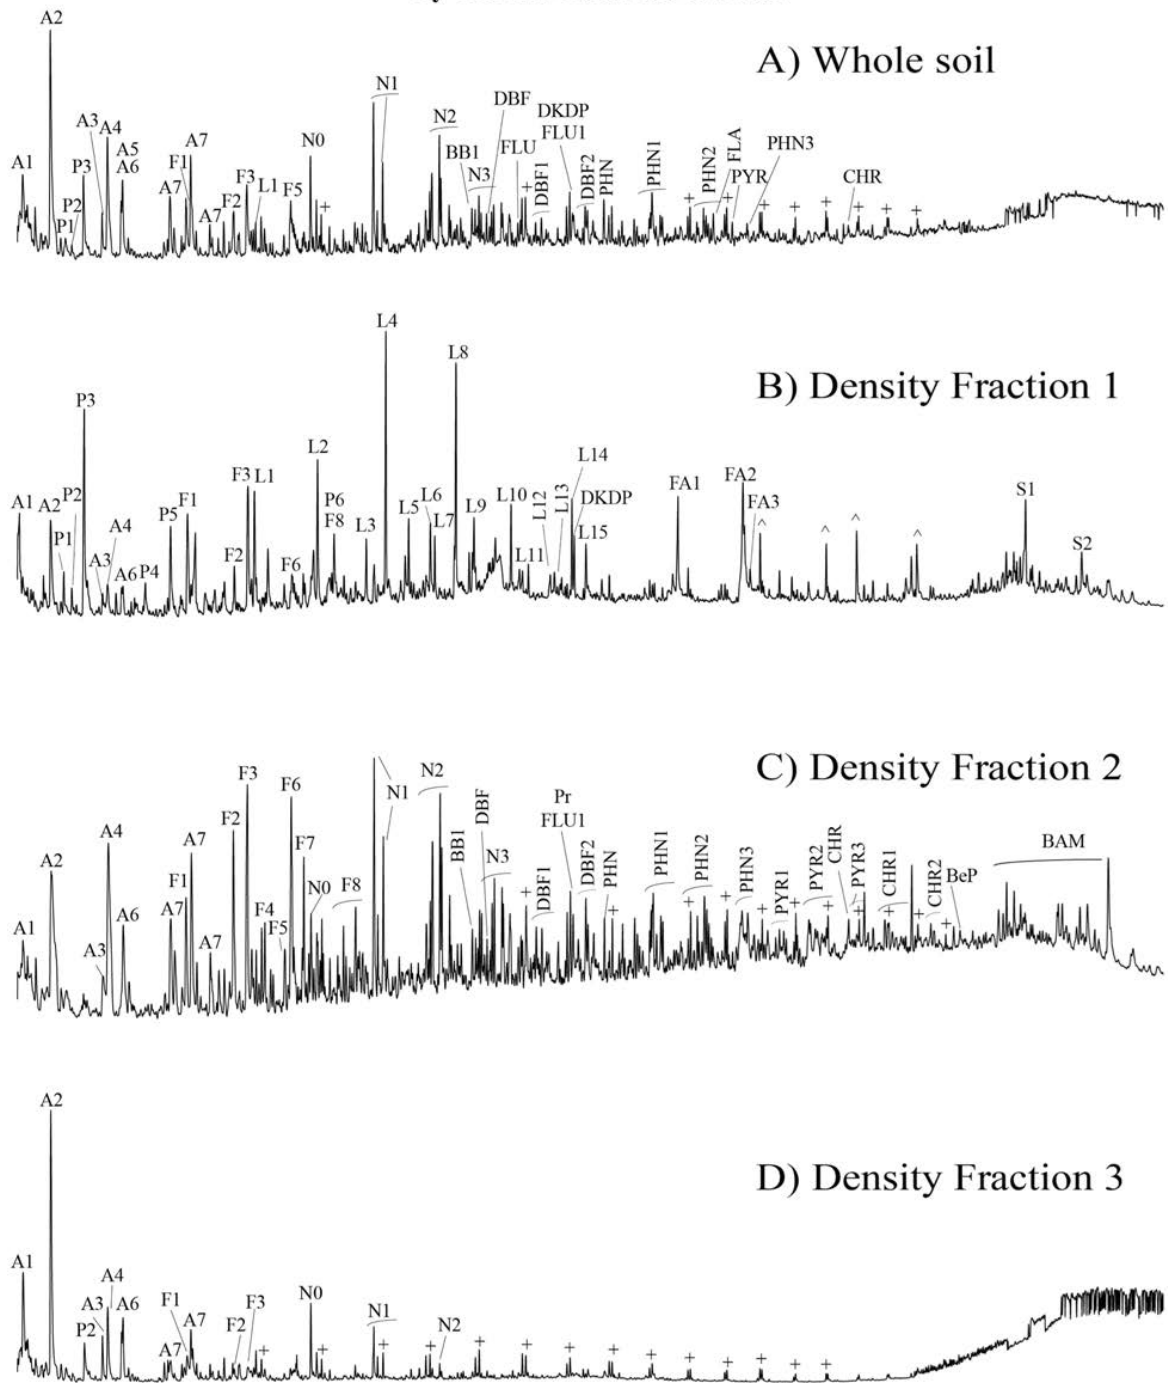 A) Whole soil
A1
A2
P1
P2
P3
A3
A4
A5
A6
A7
F1
A7
A7
F2
F3
L1
F5
N0
+
N1
N2
BB1
N3
DBF
FLU
+
DBF1
DKDP
FLU1
DBF2
PHN
PHN1
+
PHN2
FLA
+
PYR
PHN3
+
+
+
CHR
+
+
+
B) Density Fraction 1
A1
A2
P1
P2
P3
A3
A4
A6
P4
P5
F1
F2
F3
L1
F6
L2
P6
F8
L3
L4
L5
L6
L7
L8
L9
L10
L11
L12
L13
L14
DKDP
L15
FA1
FA2
FA3
^
^
^
^
S1
S2
C) Density Fraction 2
A1
A2
A3
A4
A6
A7
F1
A7
A7
F2
F3
F4
F5
F6
F7
N0
F8
N1
N2
BB1
DBF
N3
+
DBF1
Pr
FLU1
DBF2
PHN
+
PHN1
+
PHN2
+
PHN3
+
PYR1
+
PYR2
+
CHR
PYR3
+
CHR1
+
+
CHR2
+
BeP
BAM
D) Density Fraction 3
A1
A2
P2
A3
A4
A6
F1
A7
A7
F2
F3
+
N0
+
N1
+
+
N2
+
+
+
+
+
+
+
+
+
+